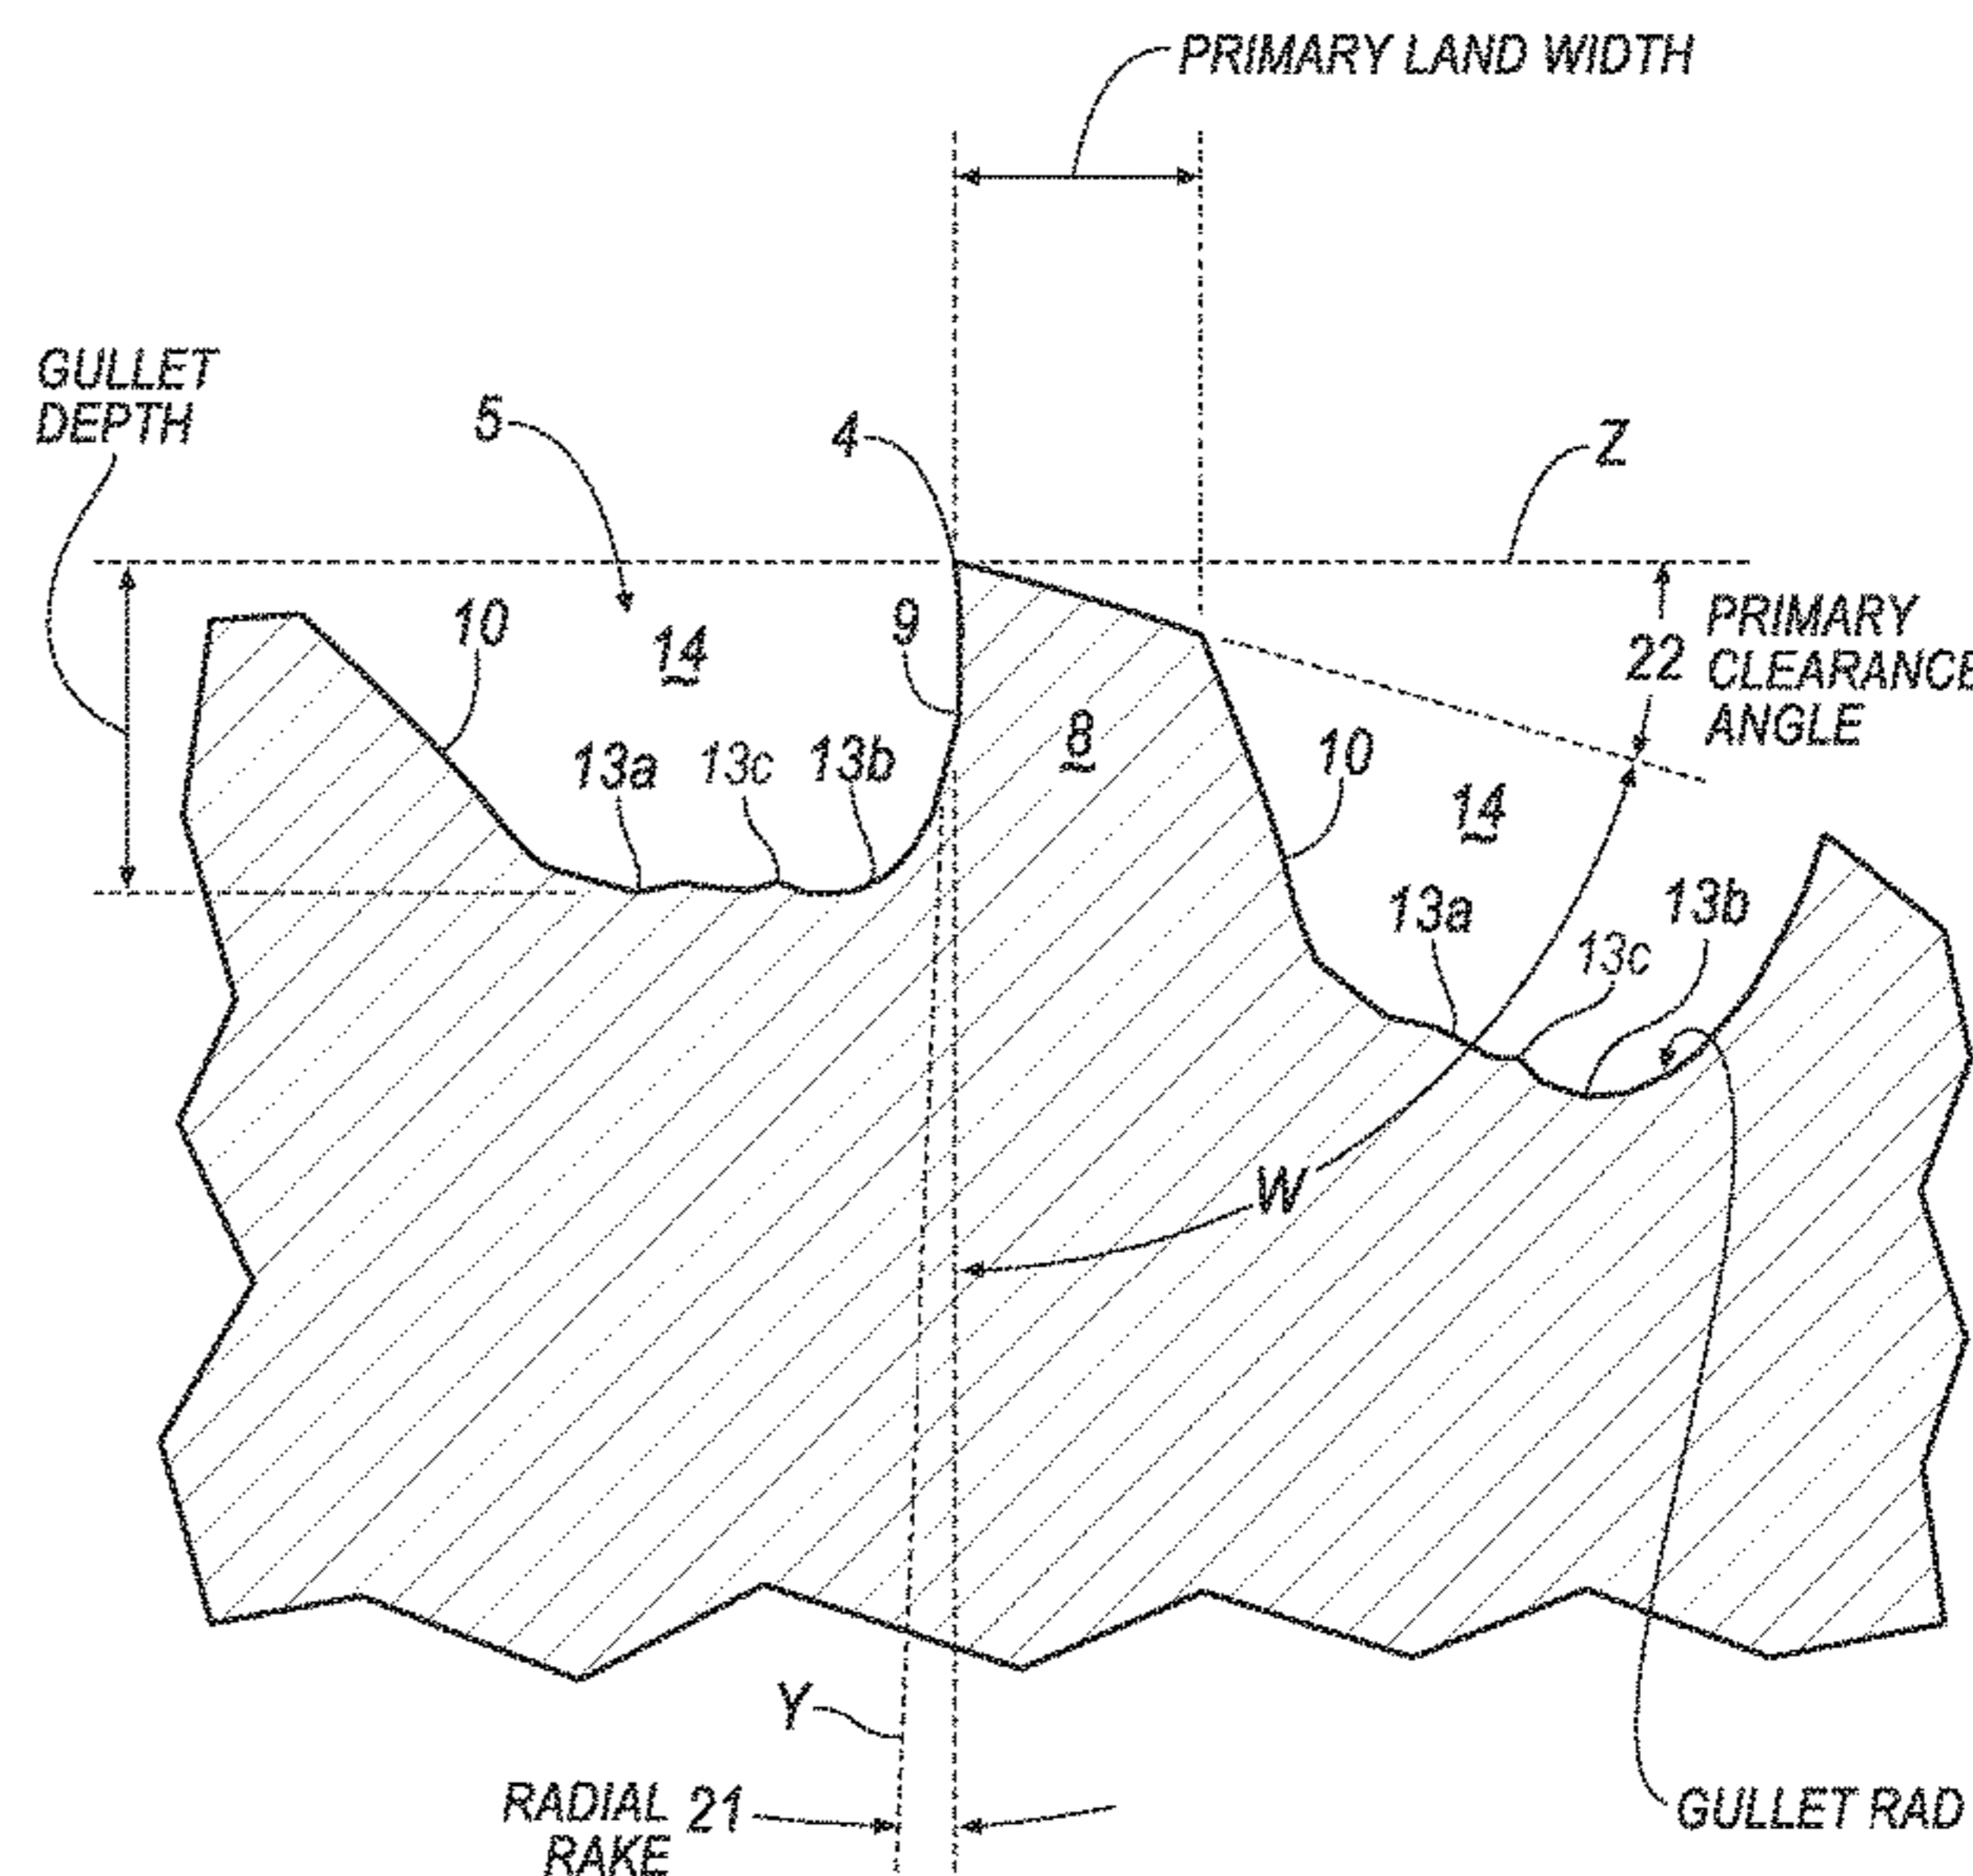 PRIMARY LAND WIDTH
GULLET
DEPTH
5
4
Z
10
14
9
22
PRIMARY
CLEARANCE
ANGLE
13a
13c
13b
8
10
14
13a
13c
13b
W
Y
RADIAL
RAKE
21
GULLET RAD